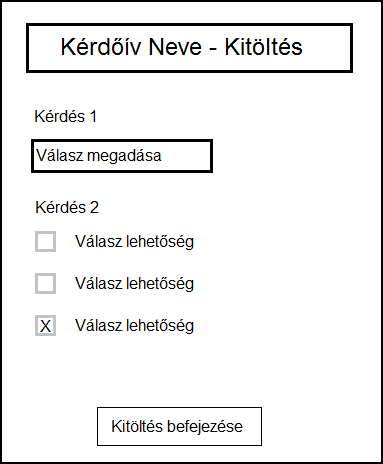 Kérdőív Neve - Kitöltés
Kérdés 1
Válasz megadása
Kérdés 2
Válasz lehetőség
Válasz lehetőség
X Válasz lehetőség
Kitöltés befejezése